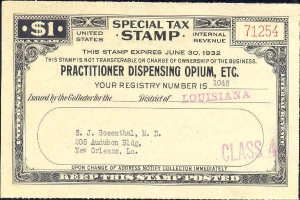 $1
SPECIAL TAX
UNITED STATES STAMP INTERNAL REVENUE
71254
THIS STAMP EXPIRES JUNE 30, 1932
THIS STAMP IS NOT TRANSFERABLE ON CHANGE OF OWNERSHIP OF THE BUSINESS.
PRACTITIONER DISPENSING OPIUM, ETC.
YOUR REGISTRY NUMBER IS 1045
Issued by the Collector for the District of LOUISIANA
S. J. Rosenthal, M. D.
205 Audubon Bldg.
New Orleans, La.
CLASS 4
UPON CHANGE OF ADDRESS NOTIFY COLLECTOR IMMEDIATELY
KEEP THIS STAMP POSTED